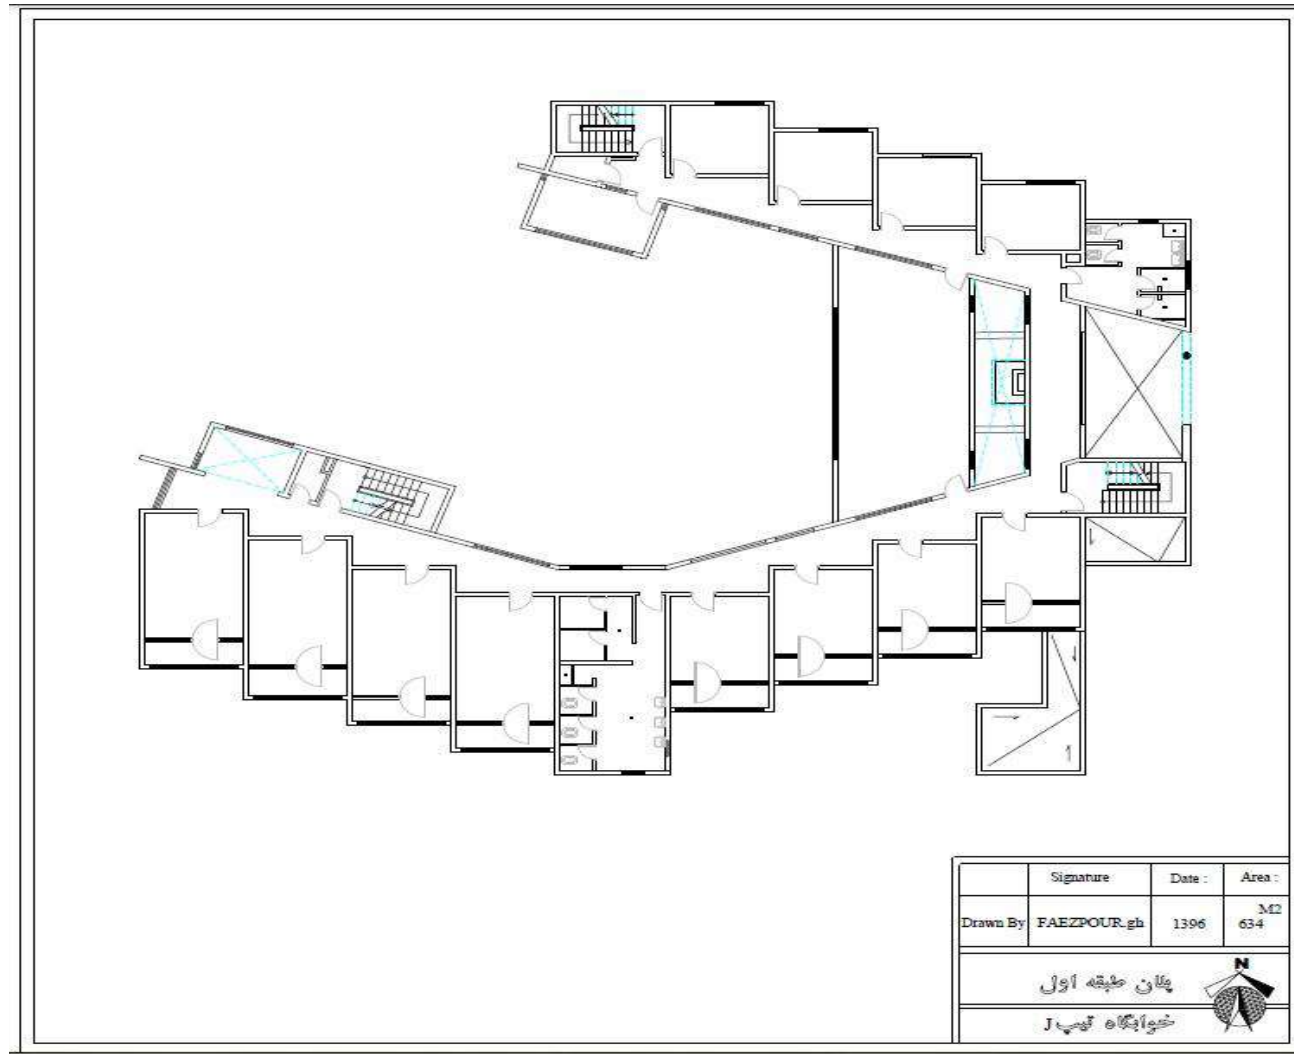 Signature Date : Area :
Drawn By FAEZPOUR.gh 1396 M2 634
N
پلان طبقه اول
خوابگاه تیپ J